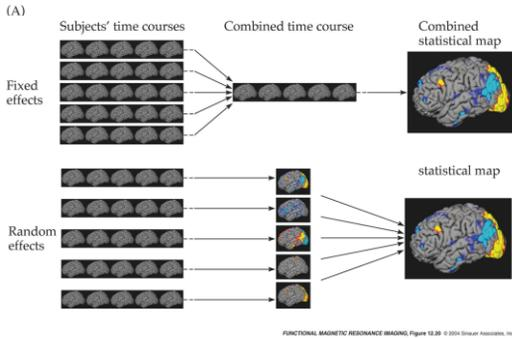 (A)
Subjects' time courses
Combined time course
Combined
statistical map
Fixed
effects
statistical map
Random
effects
FUNCTIONAL MAGNETIC RESONANCE IMAGING, Figure 12.20 © 2004 Sinauer Associates, Inc.